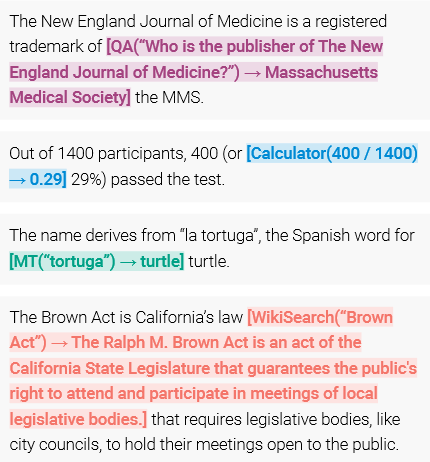 The New England Journal of Medicine is a registered
trademark of [QA(“Who is the publisher of The New
England Journal of Medicine?”) → Massachusetts
Medical Society] the MMS.
Out of 1400 participants, 400 (or [Calculator(400 / 1400)
→ 0.29] 29%) passed the test.
The name derives from “la tortuga”, the Spanish word for
[MT(“tortuga”) → turtle] turtle.
The Brown Act is California’s law [WikiSearch(“Brown
Act”) → The Ralph M. Brown Act is an act of the
California State Legislature that guarantees the public's
right to attend and participate in meetings of local
legislative bodies.] that requires legislative bodies, like
city councils, to hold their meetings open to the public.